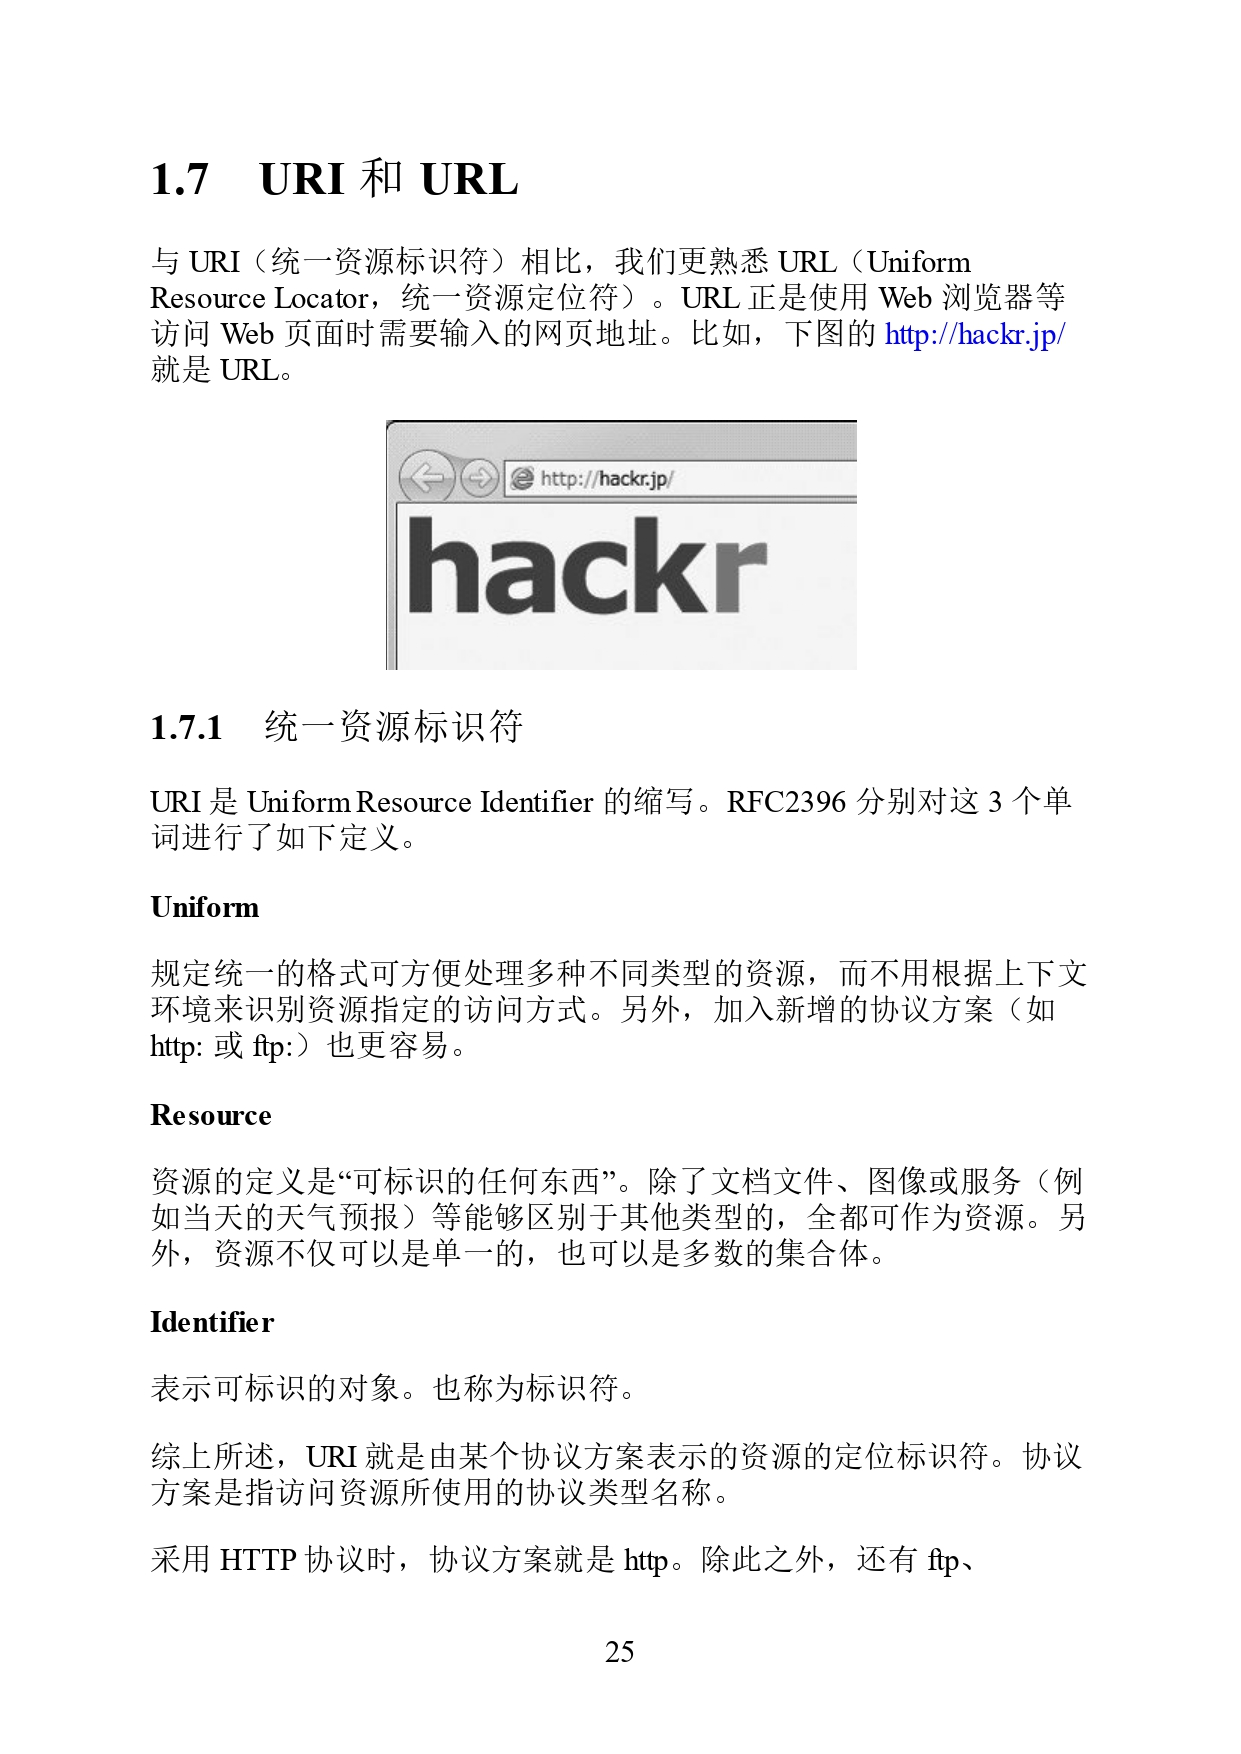 1.7 URI 和 URL
与 URI（统一资源标识符）相比，我们更熟悉 URL（Uniform
Resource Locator，统一资源定位符）。URL 正是使用 Web 浏览器等
访问 Web 页面时需要输入的网页地址。比如，下图的 http://hackr.jp/
就是 URL。
http://hackr.jp/
hackr
1.7.1 统一资源标识符
URI 是 Uniform Resource Identifier 的缩写。RFC2396 分别对这 3 个单
词进行了如下定义。
Uniform
规定统一的格式可方便处理多种不同类型的资源，而不用根据上下文
环境来识别资源指定的访问方式。另外，加入新增的协议方案（如
http: 或 ftp:）也更容易。
Resource
资源的定义是“可标识的任何东西”。除了文档文件、图像或服务（例
如当天的天气预报）等能够区别于其他类型的，全都可作为资源。另
外，资源不仅可以是单一的，也可以是多数的集合体。
Identifier
表示可标识的对象。也称为标识符。
综上所述，URI 就是由某个协议方案表示的资源的定位标识符。协议
方案是指访问资源所使用的协议类型名称。
采用 HTTP 协议时，协议方案就是 http。除此之外，还有 ftp、
25